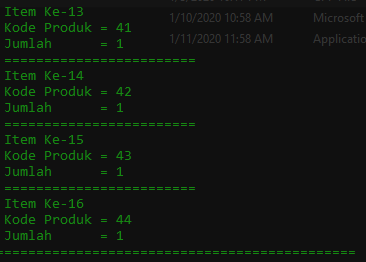 Item Ke-13
Kode Produk = 41
1/10/2020 10:58 AM Microsoft
Jumlah = 1
1/11/2020 11:58 AM Applicatio
========================
Item Ke-14
Kode Produk = 42
Jumlah = 1
========================
Item Ke-15
Kode Produk = 43
Jumlah = 1
========================
Item Ke-16
Kode Produk = 44
Jumlah = 1
============================================